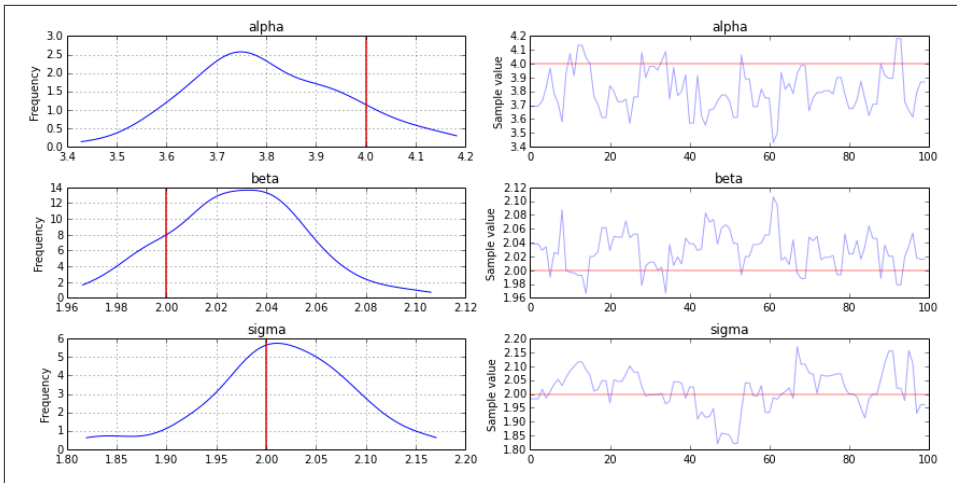 alpha
Frequency
3.0
2.5
2.0
1.5
1.0
0.5
0.0
3.4 3.5 3.6 3.7 3.8 3.9 4.0 4.1 4.2
alpha
Sample value
4.2
4.1
4.0
3.9
3.8
3.7
3.6
3.5
3.4
0 20 40 60 80 100
beta
Frequency
14
12
10
8
6
4
2
0
1.96 1.98 2.00 2.02 2.04 2.06 2.08 2.10 2.12
beta
Sample value
2.12
2.10
2.08
2.06
2.04
2.02
2.00
1.98
1.96
0 20 40 60 80 100
sigma
Frequency
6
5
4
3
2
1
0
1.80 1.85 1.90 1.95 2.00 2.05 2.10 2.15 2.20
sigma
Sample value
2.20
2.15
2.10
2.05
2.00
1.95
1.90
1.85
1.80
0 20 40 60 80 100